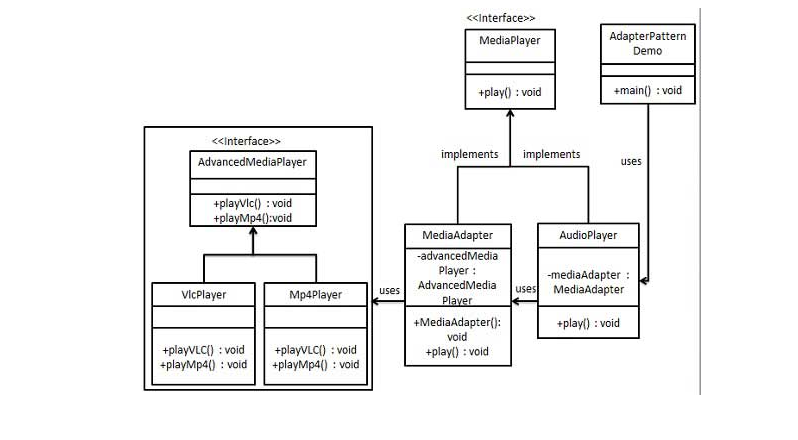 <<Interface>>
MediaPlayer
+play() : void
AdapterPattern
Demo
+main() : void
implements
implements
uses
<<Interface>>
AdvancedMediaPlayer
+playVlc() : void
+playMp4():void
VlcPlayer
+playVLC() : void
+playMp4() : void
Mp4Player
+playVLC() : void
+playMp4() : void
uses
MediaAdapter
-advancedMedia
Player :
AdvancedMedia
Player
+MediaAdapter():
void
+play() : void
uses
AudioPlayer
-mediaAdapter :
MediaAdapter
+play() : void